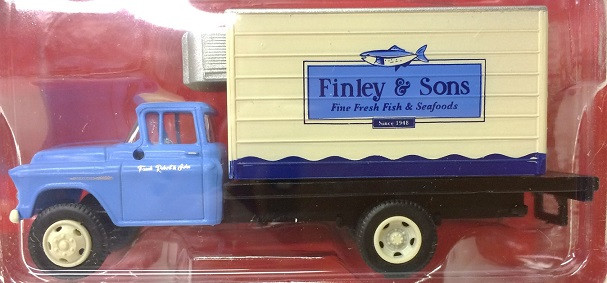 Finley & Sons
Fine Fresh Fish & Seafoods
Since 1948